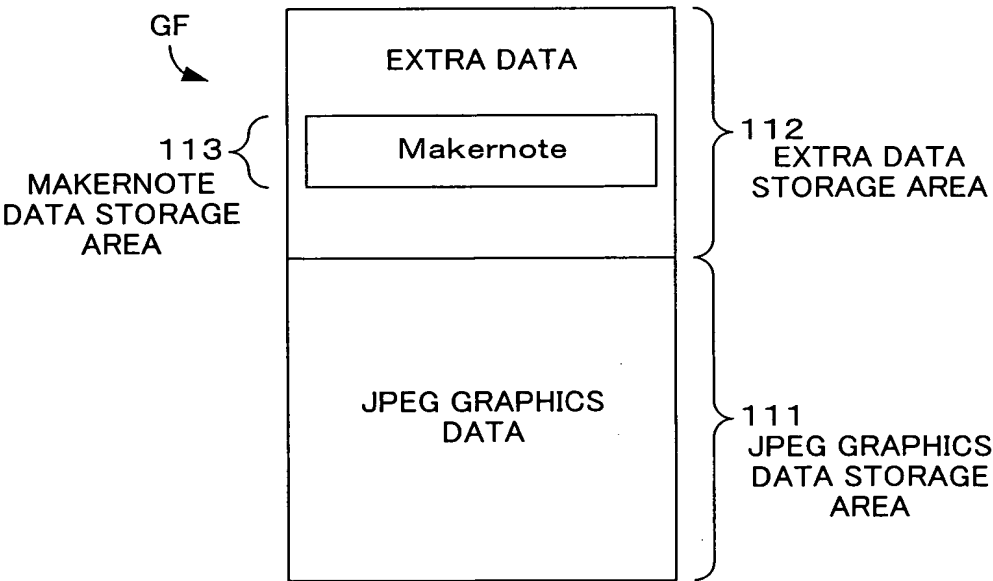 GF
EXTRA DATA
113
MAKERNOTE
DATA STORAGE
AREA
Makernote
112
EXTRA DATA
STORAGE AREA
JPEG GRAPHICS
DATA
111
JPEG GRAPHICS
DATA STORAGE
AREA